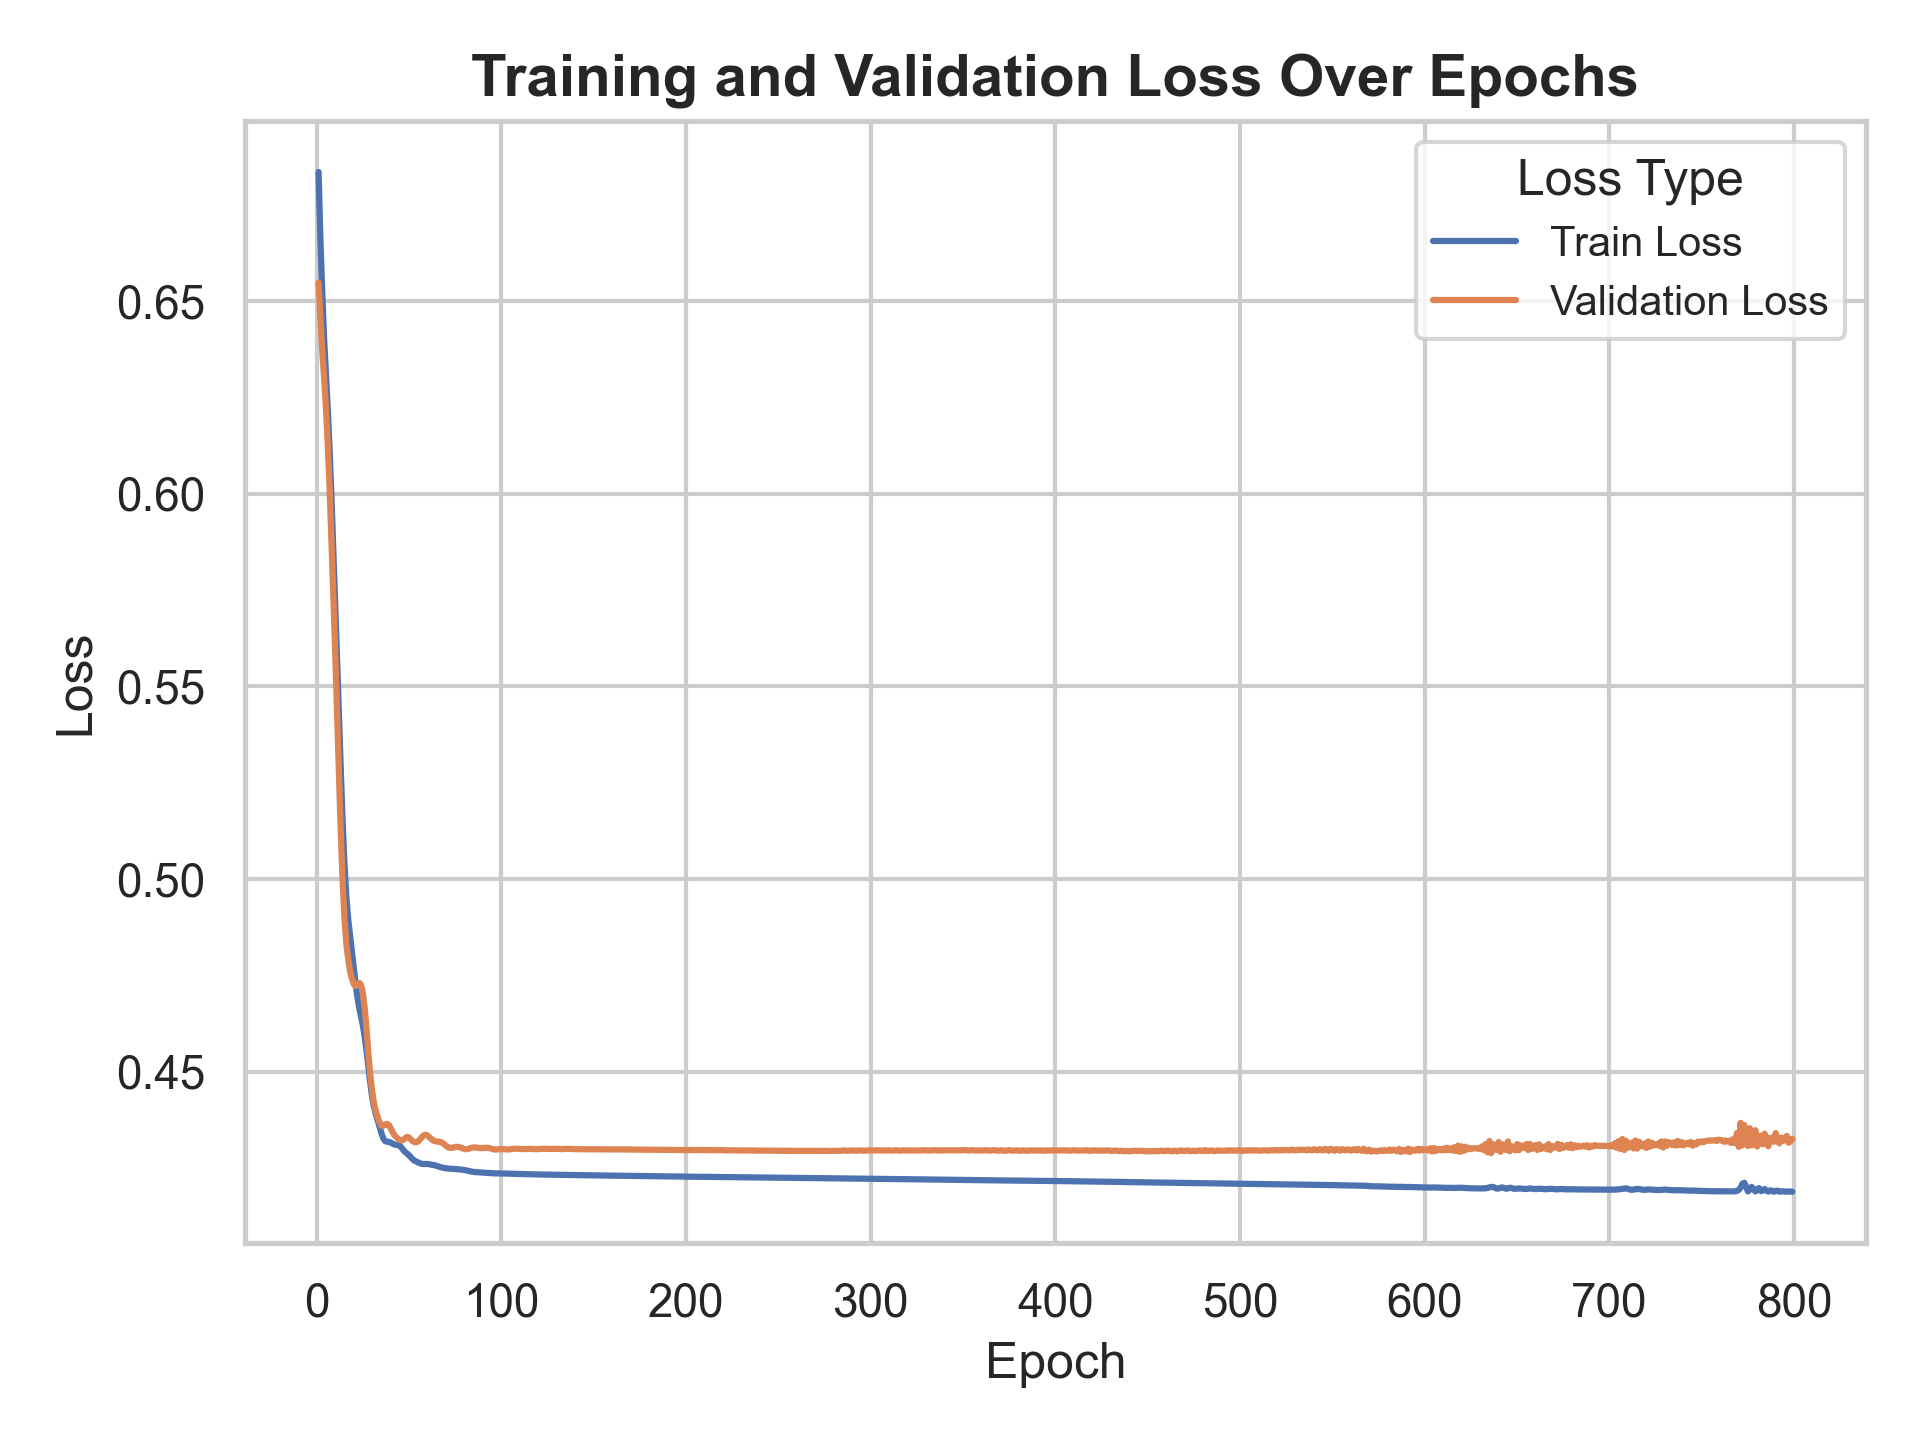 Training and Validation Loss Over Epochs
Loss Type
Train Loss
Validation Loss
Loss
0.65
0.60
0.55
0.50
0.45
0 100 200 300 400 500 600 700 800
Epoch